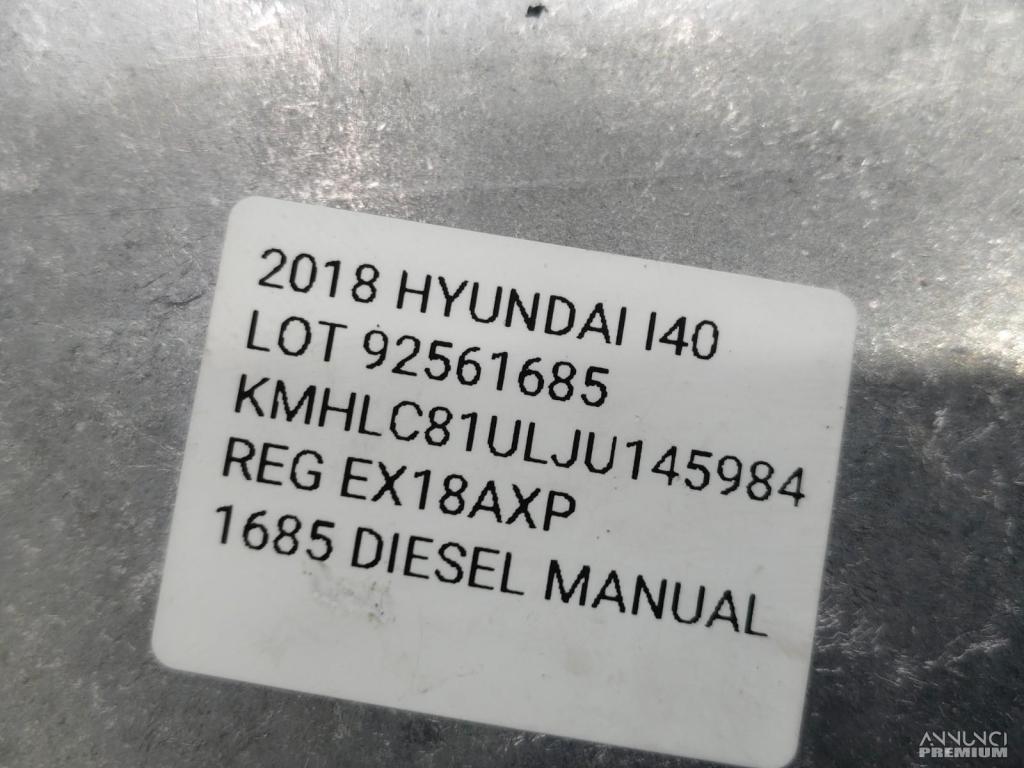 2018 HYUNDAI I40
LOT 92561685
KMHLC81ULJU145984
REG EX18AXP
1685 DIESEL MANUAL
ANNUNCI
PREMIUM